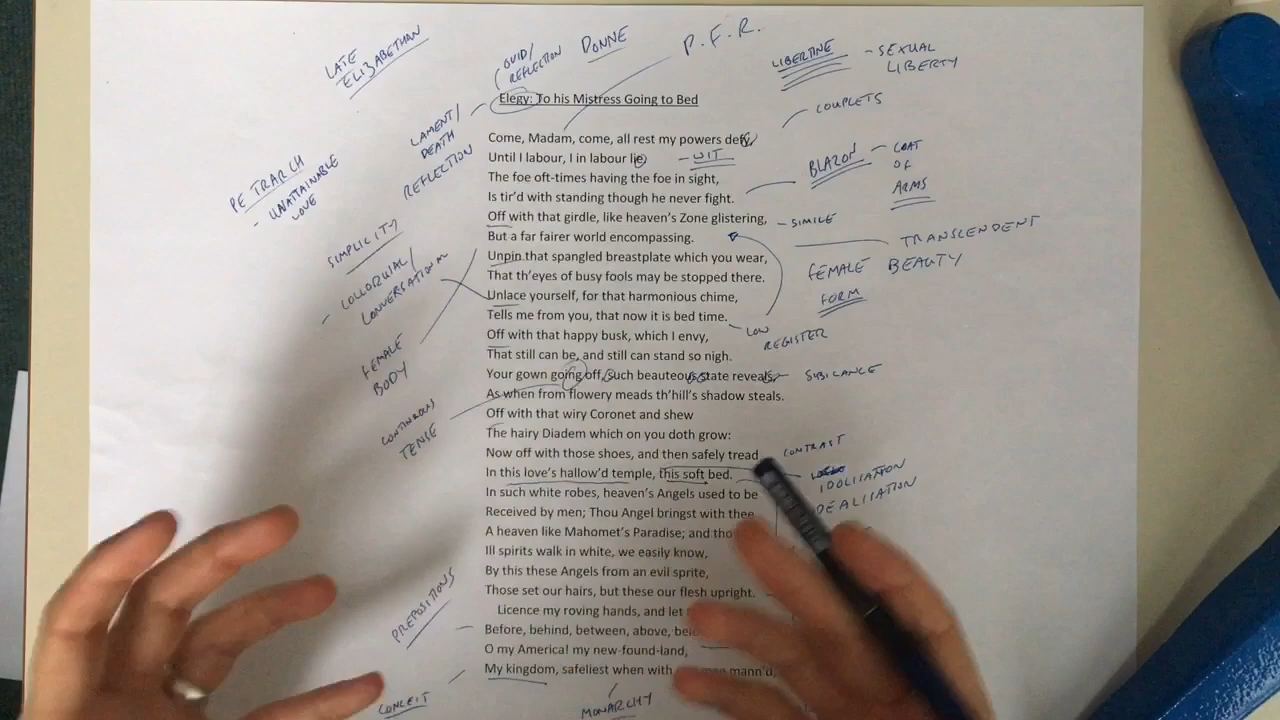 LATE
ELIZABETHAN
OVID/
REFLECTION
DONNE
P.F.R.
LIBERTINE - SEXUAL
LIBERTY
Elegy: To his Mistress Going to Bed
COUPLETS
LAMENT/
DEATH
REFLECTION
PETRARCH
- UNATTAINABLE
LOVE
Come, Madam, come, all rest my powers defy,
Until I labour, I in labour lie.
- WIT
BLAZON - COAT
OF
ARMS
The foe oft-times having the foe in sight,
Is tir’d with standing though he never fight.
Off with that girdle, like heaven’s Zone glistering,
- SIMILE
But a far fairer world encompassing.
TRANSCENDENT
BEAUTY
FEMALE
FORM
SIMPLICITY
COLLOQUIAL/
CONVERSATIONAL
Unpin that spangled breastplate which you wear,
That th’eyes of busy fools may be stopped there.
Unlace yourself, for that harmonious chime,
Tells me from you, that now it is bed time.
- LOW
REGISTER
Off with that happy busk, which I envy,
That still can be, and still can stand so nigh.
FEMALE
BODY
Your gown going off, such beauteous state reveals,
- SIBILANCE
As when from flowery meads th’hill’s shadow steals.
CONTINUOUS
TENSE
Off with that wiry Coronet and shew
The hairy Diadem which on you doth grow:
Now off with those shoes, and then safely tread
CONTRAST
In this love’s hallow’d temple, this soft bed.
IDOLISATION
In such white robes, heaven’s Angels used to be
Received by men; Thou Angel bringst with thee
A heaven like Mahomet’s Paradise; and
Ill spirits walk in white, we easily know,
By this these Angels from an evil sprite,
Those set our hairs, but these our flesh upright.
Licence my roving hands, and let
PREPOSITIONS
Before, behind, between, above,
O my America! my new-found-land,
My kingdom, safeliest when with
mann’d,
CONCEIT
MONARCHY